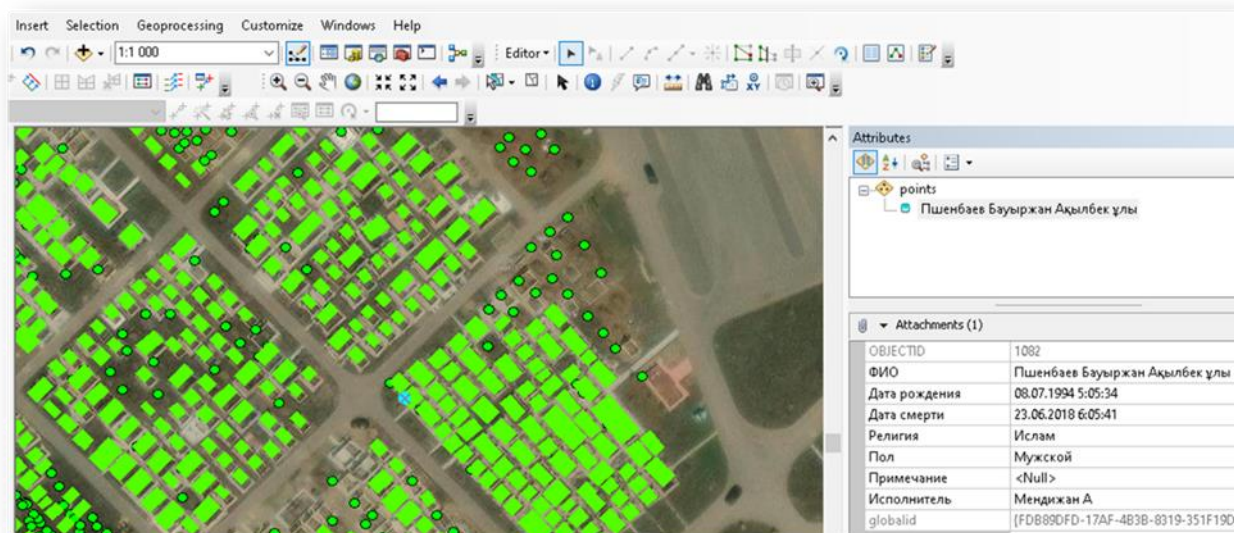 Insert Selection Geoprocessing Customize Windows Help
1:1 000 Editor
XY
Attributes
points
Пшенбаев Бауыржан Ақылбек ұлы
Attachments (1)
OBJECTID 1082
ФИО Пшенбаев Бауыржан Ақылбек ұлы
Дата рождения 08.07.1994 5:05:34
Дата смерти 23.06.2018 6:05:41
Религия Ислам
Пол Мужской
Примечание <Null>
Исполнитель Мендижан А
globalid {FDB89DFD-17AF-4B3B-8319-351F19D